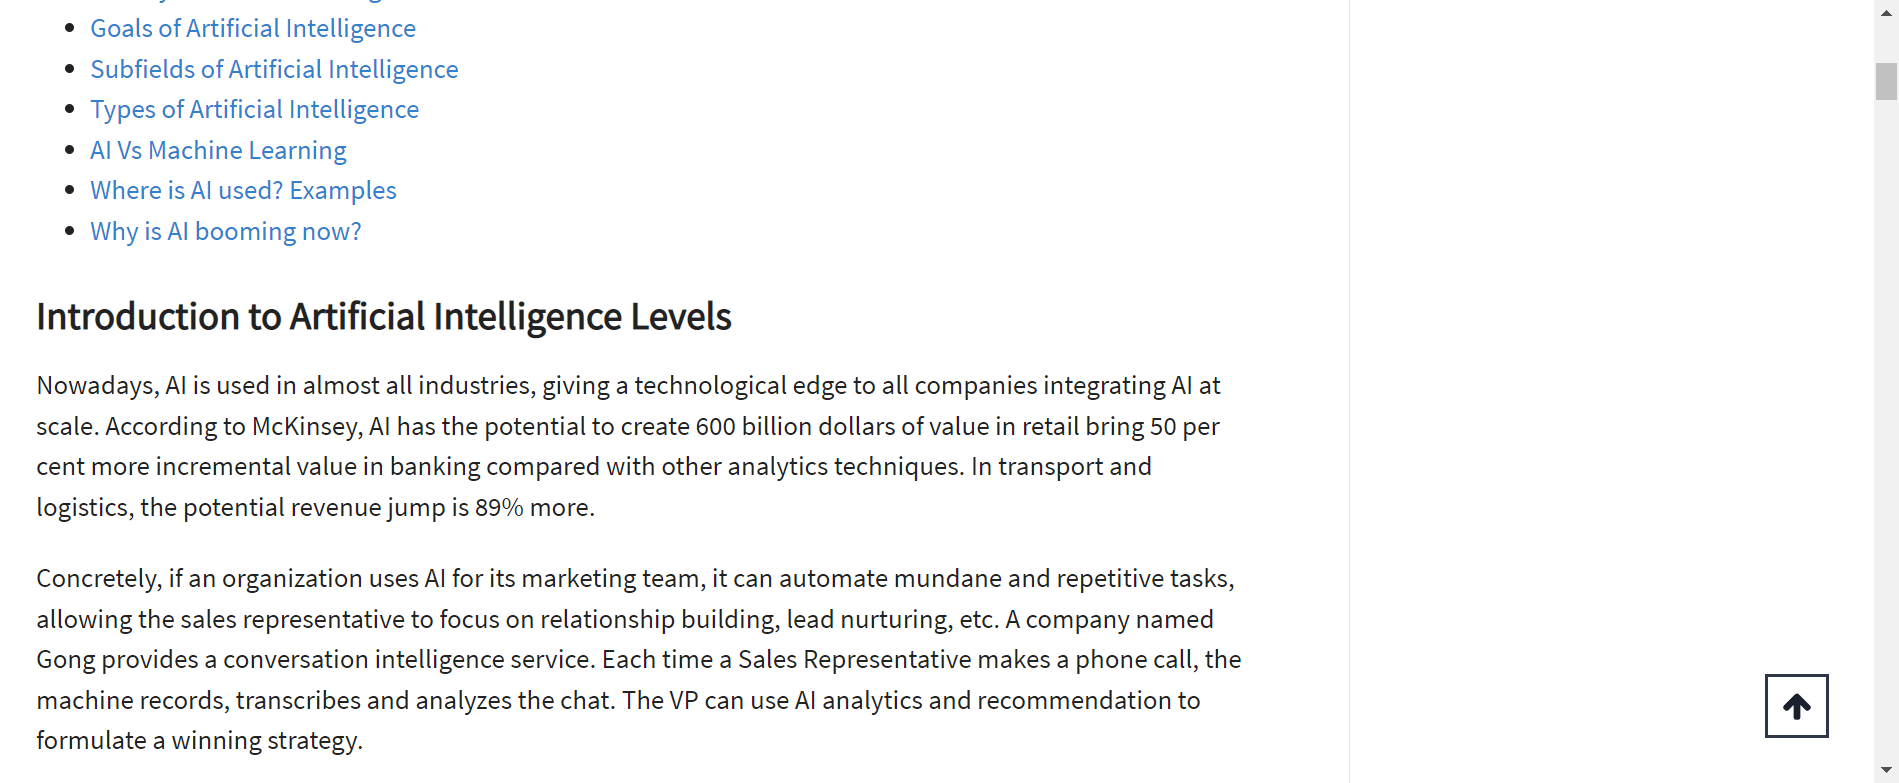 Goals of Artificial Intelligence
Subfields of Artificial Intelligence
Types of Artificial Intelligence
AI Vs Machine Learning
Where is AI used? Examples
Why is AI booming now?
Introduction to Artificial Intelligence Levels
Nowadays, AI is used in almost all industries, giving a technological edge to all companies integrating AI at
scale. According to McKinsey, AI has the potential to create 600 billion dollars of value in retail bring 50 per
cent more incremental value in banking compared with other analytics techniques. In transport and
logistics, the potential revenue jump is 89% more.
Concretely, if an organization uses AI for its marketing team, it can automate mundane and repetitive tasks,
allowing the sales representative to focus on relationship building, lead nurturing, etc. A company named
Gong provides a conversation intelligence service. Each time a Sales Representative makes a phone call, the
machine records, transcribes and analyzes the chat. The VP can use AI analytics and recommendation to
formulate a winning strategy.